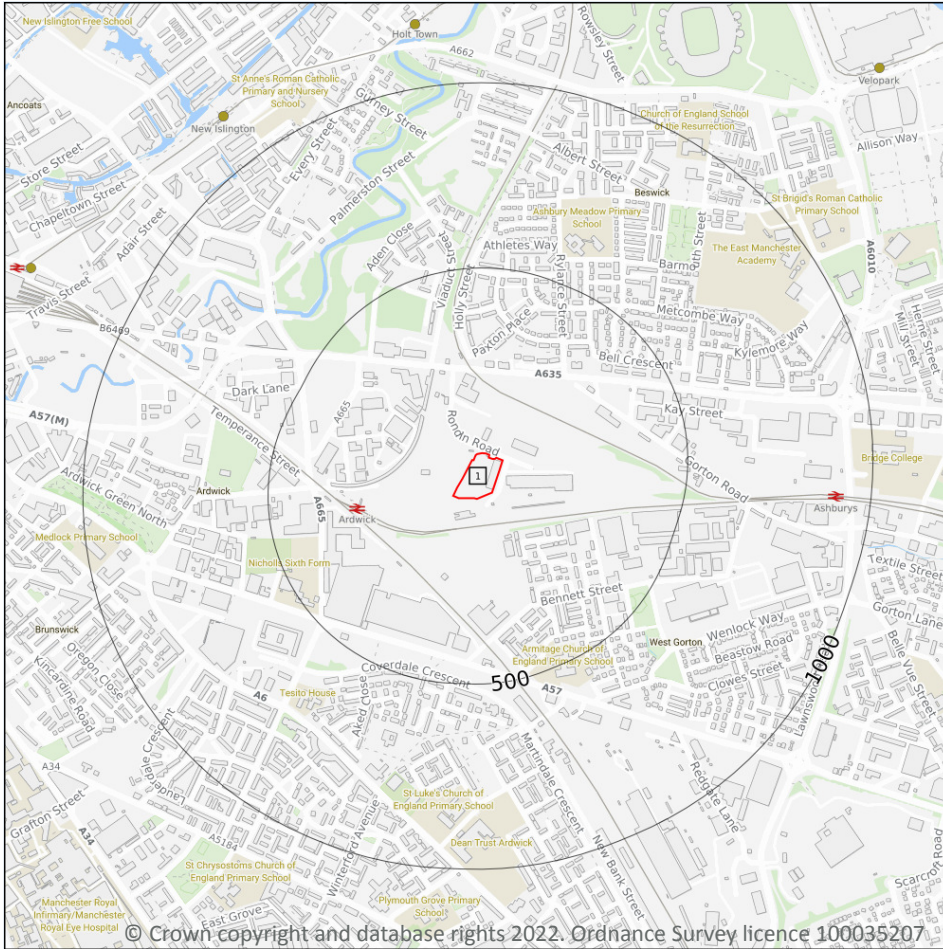 New Islington Free School
Holt Town
A662
Rowsley Street
Velopark
St Anne's Roman Catholic
Primary and Nursery
School
Ancoats
New Islington
Gurney Street
Every Street
Church of England School
of the Resurrection
Allison Way
Store Street
Chapeltown Street
Albert Street
Palmerston Street
Beswick
St Brigid's Roman Catholic
Primary School
Adair Street
Ashbury Meadow Primary
School
Aden Close
Viaduct Street
Athletes Way
The East Manchester
Academy
A6010
Travis Street
Holly Street
Rylance Street
B6469
Metcombe Way
Mill Street
Herne Street
Paxton Place
Kylemore Way
Bell Crescent
A635
Dark Lane
A665
Kay Street
A57(M)
Temperance Street
Gorton Road
Bridge College
1
Ardwick Green North
Ardwick
A665
Ardwick
Ashburys
Medlock Primary School
Nicholls Sixth Form
Textile Street
Bennett Street
Gorton Lane
Brunswick
Wenlock Way
West Gorton
Beastow Road
Oregon Close
Armitage Church of
England Primary School
Belle Vue Street
Kincardine Road
Coverdale Crescent
500
A57
Clowes Street
1000
A6
Tesito House
Aked Close
A34
Martindale Crescent
Redgate Lane
Grafton Street
St Luke's Church of
England Primary School
A34
A5184
Winterford Avenue
Dean Trust Ardwick
New Bank Street
St Chrysostoms Church of
England Primary School
Scarcroft Road
Manchester Royal
Infirmary/Manchester
Royal Eye Hospital
Plymouth Grove Primary
School
East Grove
© Crown copyright and database rights 2022. Ordnance Survey licence 100035207